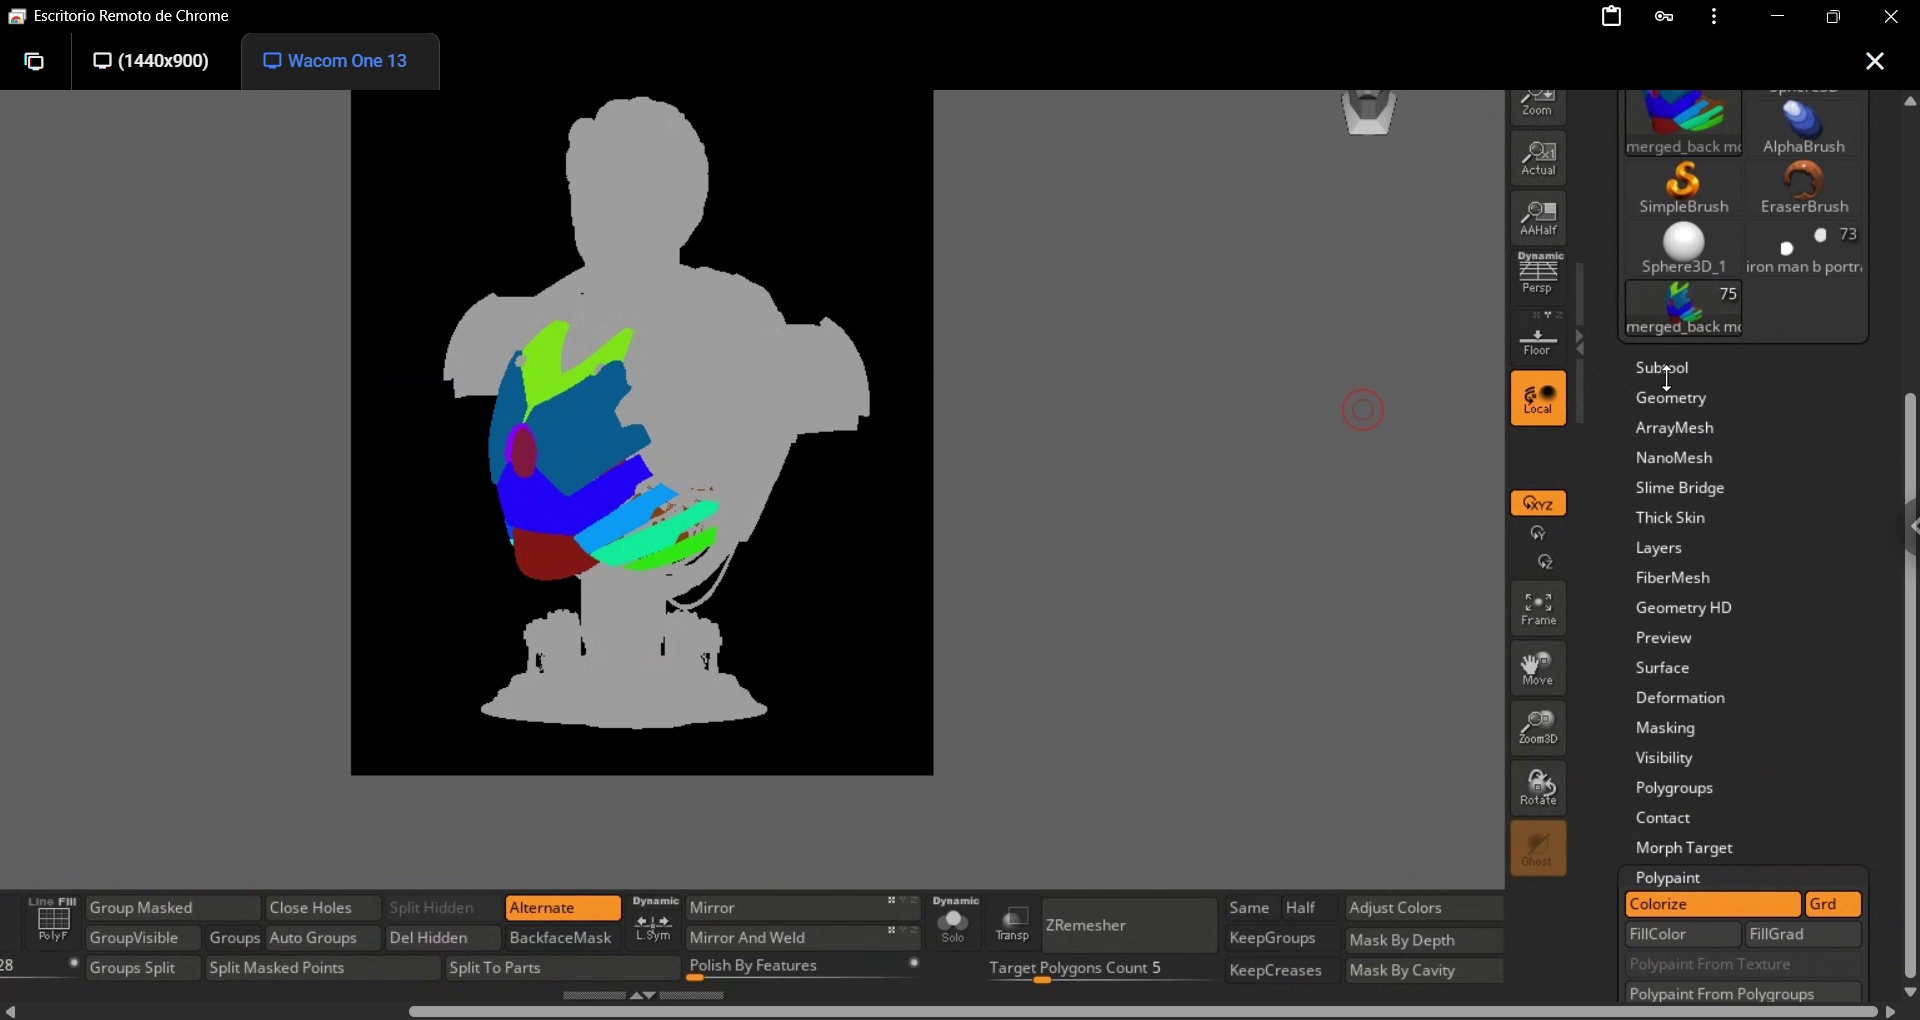 Escritorio Remoto de Chrome
(1440x900)
Wacom One 13
Zoom
Actual
AAHalf
Dynamic
Persp
Floor
Local
XYZ
Y
Z
Frame
Move
Zoom3D
Rotate
Ghost
merged_back mo
AlphaBrush
SimpleBrush
EraserBrush
73
Sphere3D_1
iron man b portra
75
merged_back mo
Subtool
Geometry
ArrayMesh
NanoMesh
Slime Bridge
Thick Skin
Layers
FiberMesh
Geometry HD
Preview
Surface
Deformation
Masking
Visibility
Polygroups
Contact
Morph Target
Polypaint
Colorize Grd
FillColor FillGrad
Polypaint From Texture
Polypaint From Polygroups
Line Fill
PolyF
Group Masked Close Holes Split Hidden Alternate
GroupVisible Groups Auto Groups Del Hidden BackfaceMask
28 Groups Split Split Masked Points Split To Parts
Dynamic
L.Sym
Mirror
Mirror And Weld
Polish By Features
Dynamic
Solo
Transp
ZRemesher
Target Polygons Count 5
Same Half Adjust Colors
KeepGroups Mask By Depth
KeepCreases Mask By Cavity